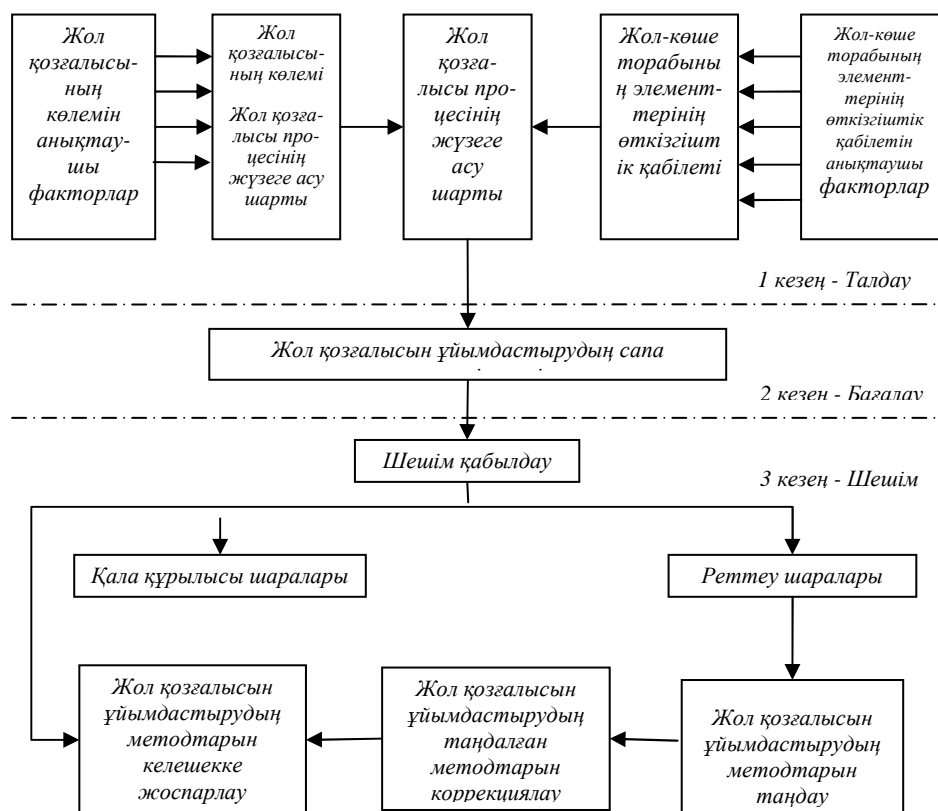 Жол
қозғалысы-
ның
көлемін
анықтау-
шы
факторлар
Жол
қозғалысы-
ның көлемі
Жол қозға-
лысы
процесінің
жүзеге асу
шарты
Жол
қозға-
лысы про-
цесінің
жүзеге
асу
шарты
Жол-көше
торабыны
ң элемент-
терінің
өткізгішт
ік қабілеті
Жол-көше
торабының
элемент-
терінің
өткізгіштік
қабілетін
анықтаушы
факторлар
1 кезең - Талдау
Жол қозғалысын ұйымдастырудың сапа
2 кезең - Бағалау
Шешім қабылдау
3 кезең - Шешім
Қала құрылысы шаралары
Реттеу шаралары
Жол қозғалысын
ұйымдастырудың
методтарын
келешекке
жоспарлау
Жол қозғалысын
ұйымдастырудың
таңдалған
методтарын
коррекциялау
Жол қозғалысын
ұйымдастырудың
методтарын
таңдау